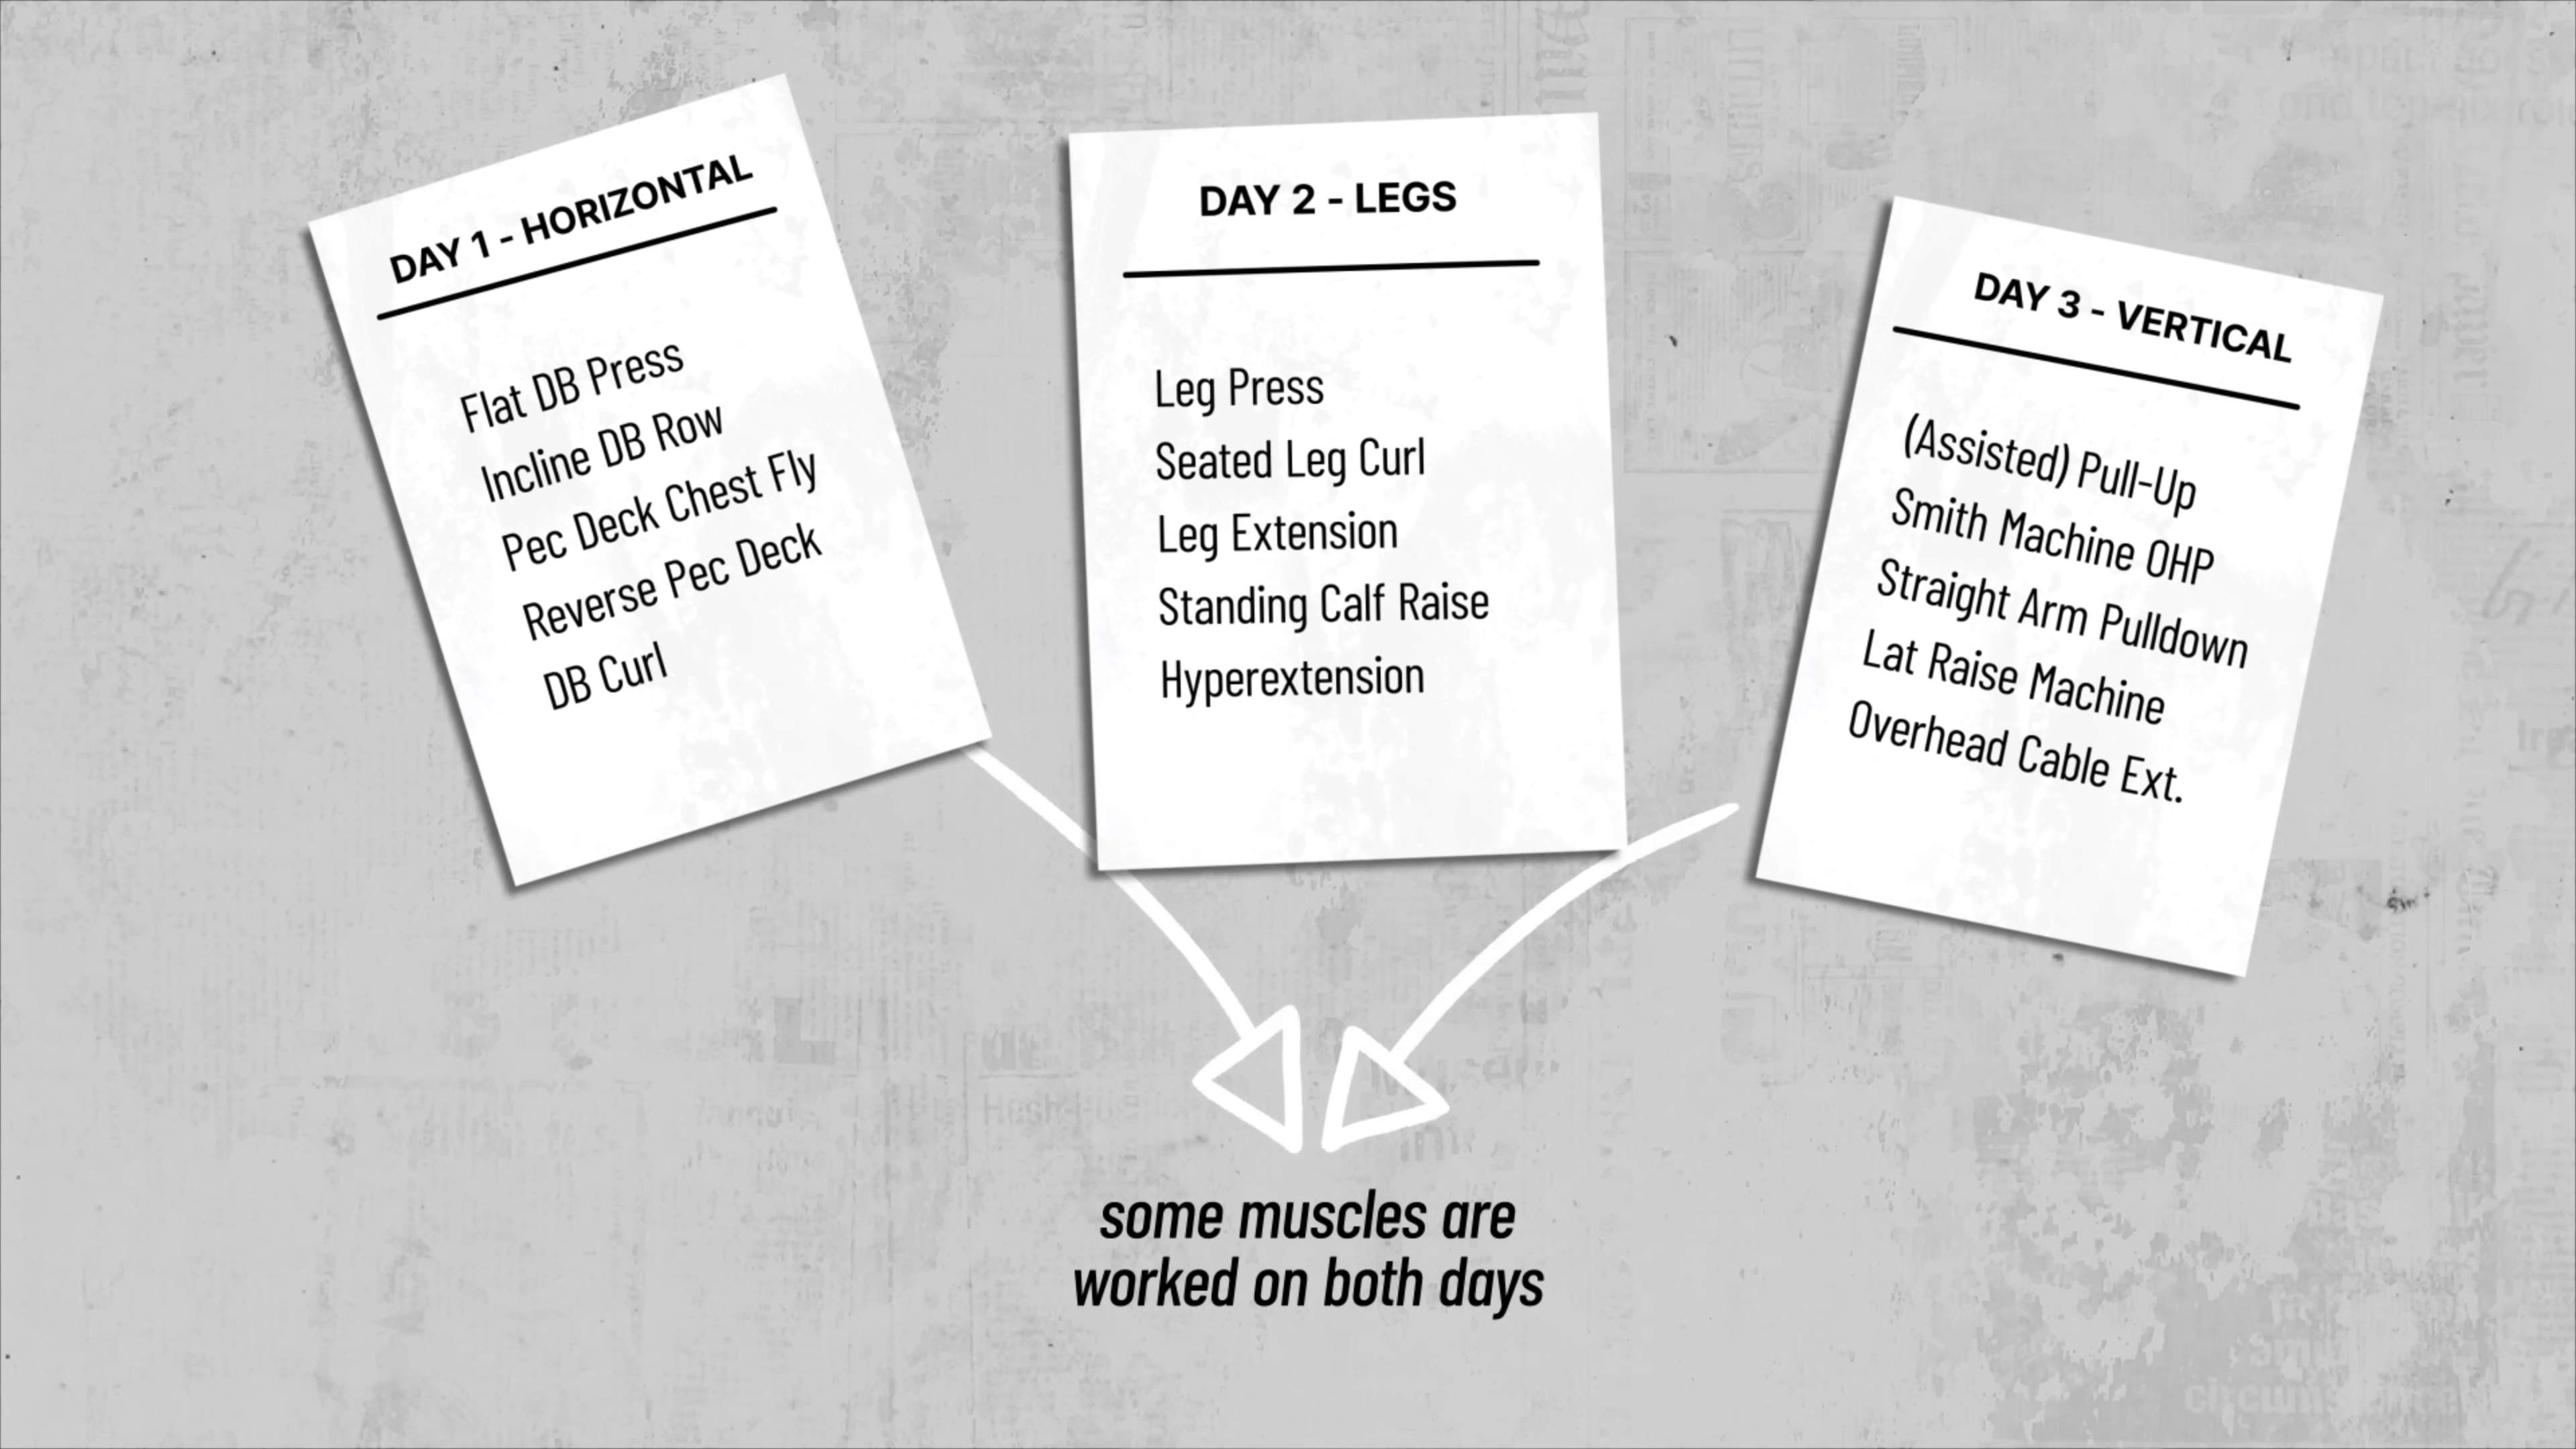 DAY 1 - HORIZONTAL
Flat DB Press
Incline DB Row
Pec Deck Chest Fly
Reverse Pec Deck
DB Curl
DAY 2 - LEGS
Leg Press
Seated Leg Curl
Leg Extension
Standing Calf Raise
Hyperextension
DAY 3 - VERTICAL
(Assisted) Pull-Up
Smith Machine OHP
Straight Arm Pulldown
Lat Raise Machine
Overhead Cable Ext.
some muscles are
worked on both days